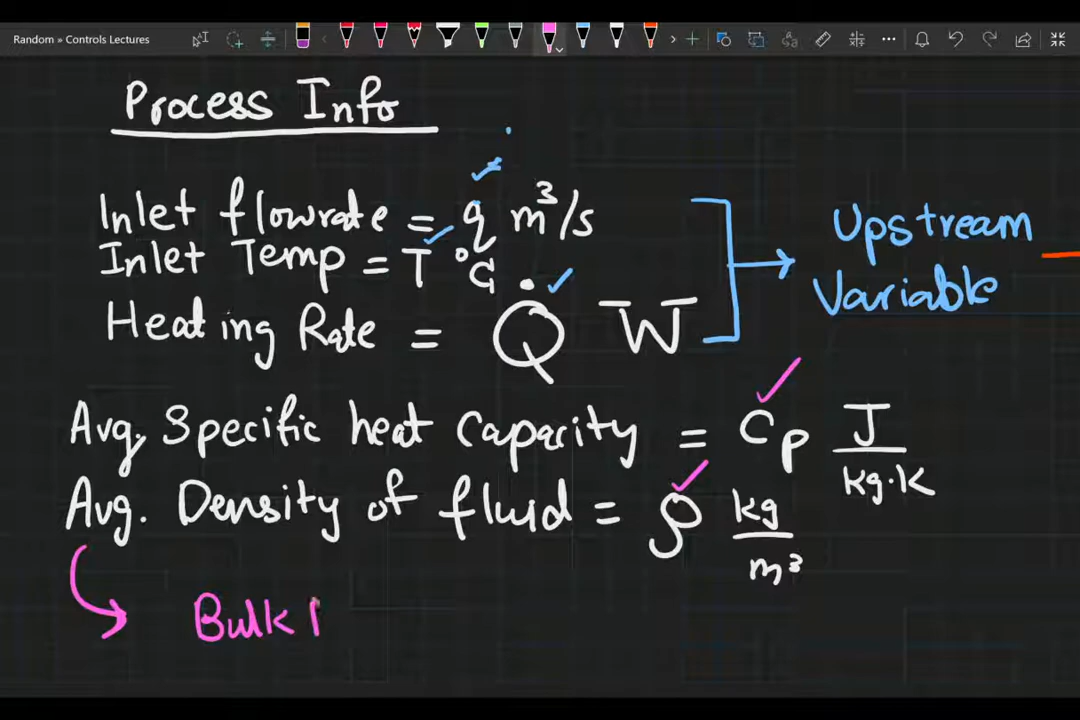 Random » Controls Lectures
Process Info
Inlet flowrate = q m³/s
Inlet Temp = T °C
Heating Rate = Q̇ W
Upstream
Variable
Avg. Specific heat capacity = Cp J/kg·K
Avg. Density of fluid = ρ kg/m³
Bulk